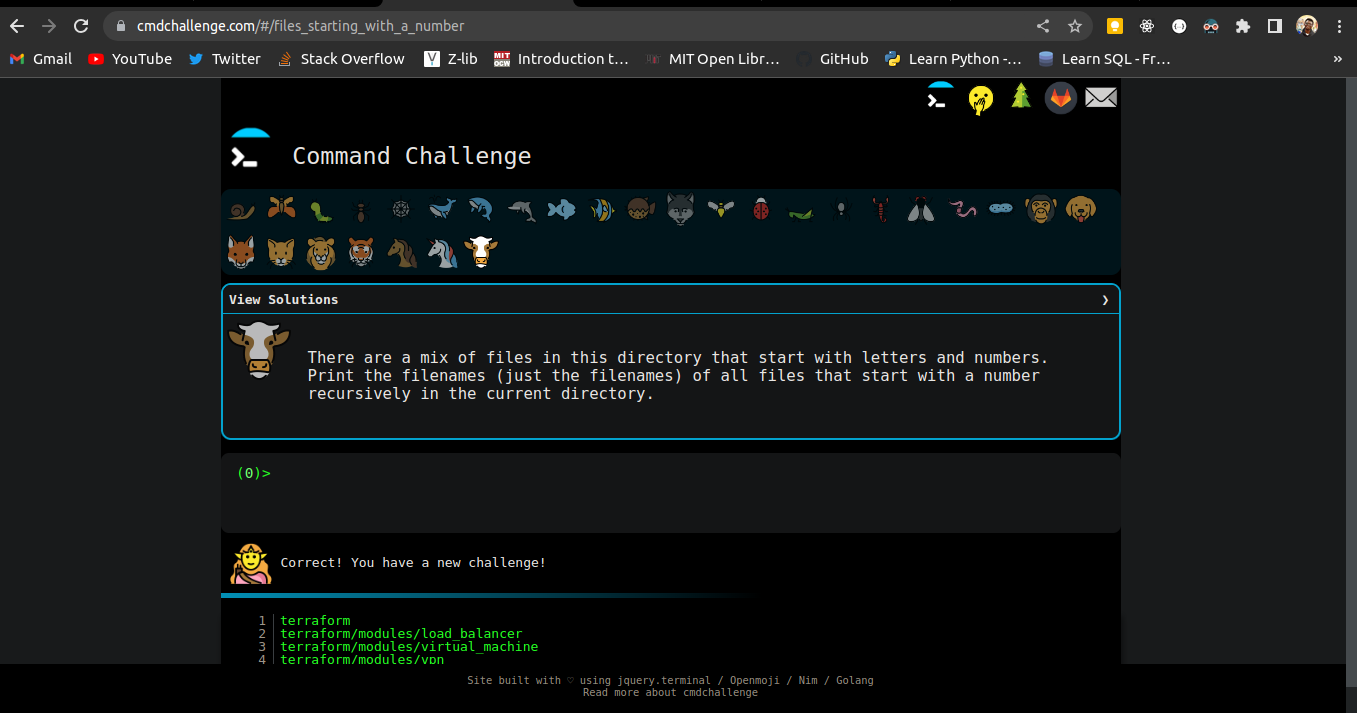 cmdchallenge.com/#/files_starting_with_a_number
Gmail
YouTube
Twitter
Stack Overflow
Z-lib
Introduction t...
MIT Open Libr...
GitHub
Learn Python -...
Learn SQL - Fr...
»
>_
>_ Command Challenge
View Solutions
There are a mix of files in this directory that start with letters and numbers.
Print the filenames (just the filenames) of all files that start with a number
recursively in the current directory.
(0)>
Correct! You have a new challenge!
1 terraform
2 terraform/modules/load_balancer
3 terraform/modules/virtual_machine
4 terraform/modules/vpn
Site built with ♡ using jquery.terminal / Openmoji / Nim / Golang
Read more about cmdchallenge